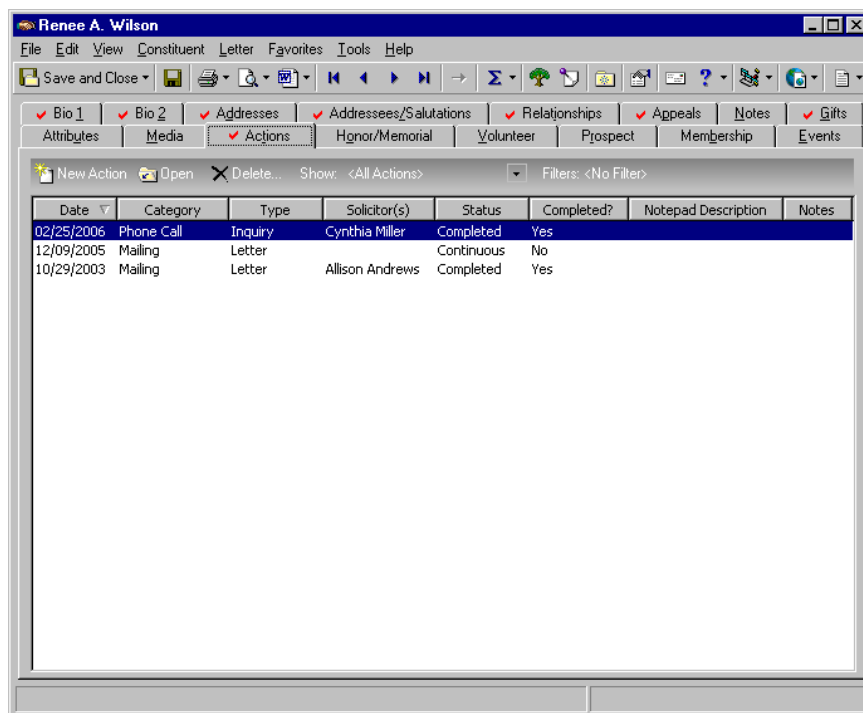 Renee A. Wilson
File Edit View Constituent Letter Favorites Tools Help
Save and Close
Bio 1 Bio 2 Addresses Addressees/Salutations Relationships Appeals Notes Gifts
Attributes Media Actions Honor/Memorial Volunteer Prospect Membership Events
New Action Open Delete... Show: <All Actions> Filters: <No Filter>
Date Category Type Solicitor(s) Status Completed? Notepad Description Notes
02/25/2006 Phone Call Inquiry Cynthia Miller Completed Yes
12/09/2005 Mailing Letter Continuous No
10/29/2003 Mailing Letter Allison Andrews Completed Yes